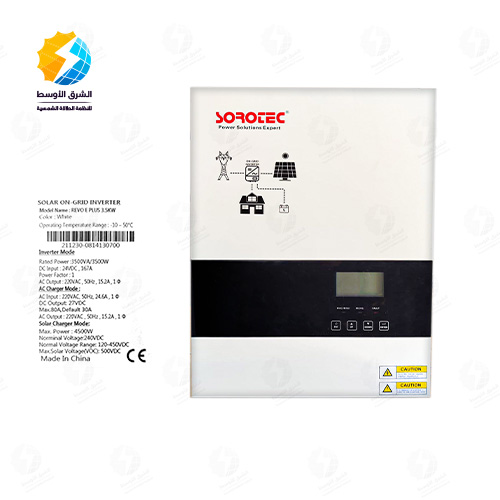 الشرق الأوسط
لأنظمة الطاقة الشمسية
SOLAR ON-GRID INVERTER
Model Name : REVO E PLUS 3.5KW
Color : White
Operating Temperature Range : -10 ~ 50°C
211230-0814130700
Inverter Mode
Rated Power :3500VA/3500W
DC Input : 24VDC , 167A
Power Factor : 1
AC Output : 220VAC , 50Hz , 15.2A , 1 Φ
AC Charger Mode :
AC Input : 220VAC, 50Hz, 24.6A , 1 Φ
DC Output: 27VDC
Max.80A,Default 30A
AC Output : 220VAC , 50Hz , 15.2A , 1 Φ
Solar Charger Mode:
Max. Power : 4500W
Norminal Voltage:240VDC
Norminal Voltage Range: 120-450VDC
Max.Solar Voltage(VOC): 500VDC
Made In China
CE
SOROTEC
Power Solutions Expert
CAUTION
CAUTION